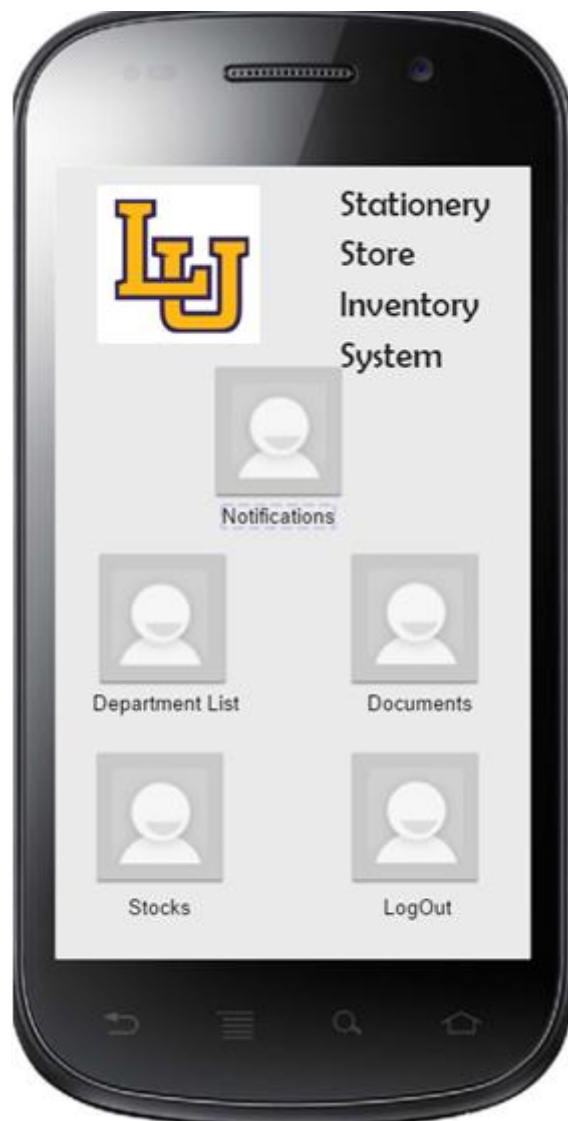 LU
Stationery
Store
Inventory
System
Notifications
Department List
Documents
Stocks
LogOut